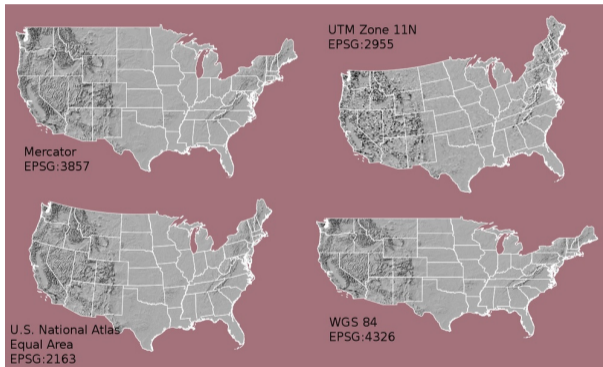 Mercator
EPSG:3857
UTM Zone 11N
EPSG:2955
U.S. National Atlas
Equal Area
EPSG:2163
WGS 84
EPSG:4326